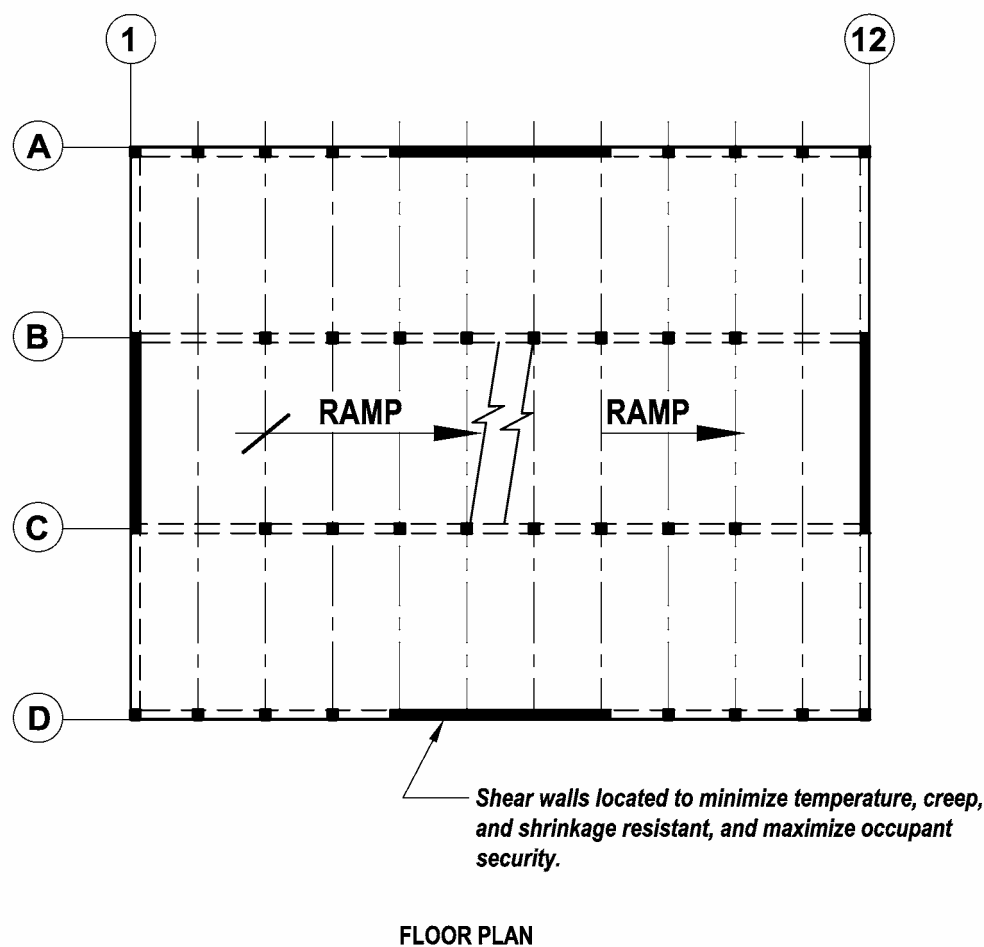 1
12
A
B
RAMP
RAMP
C
D
Shear walls located to minimize temperature, creep,
and shrinkage resistant, and maximize occupant
security.
FLOOR PLAN